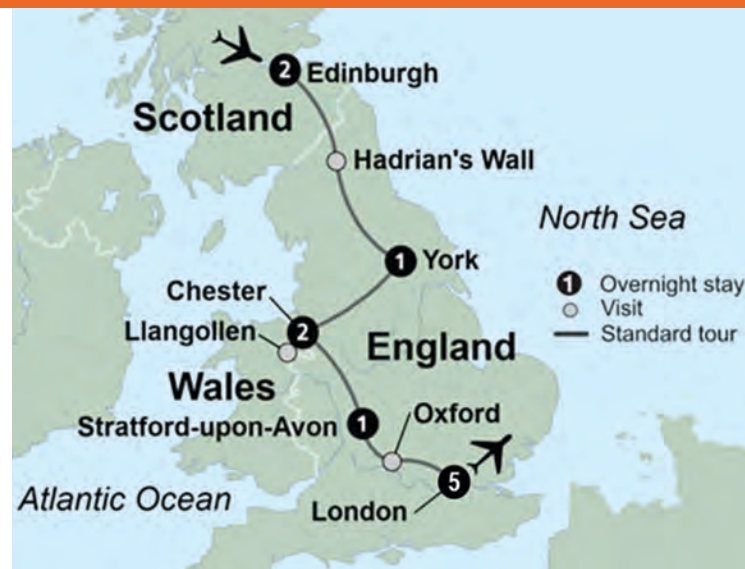 2 Edinburgh
Scotland
Hadrian's Wall
North Sea
1 York
1 Overnight stay
Visit
Standard tour
Chester
2
Llangollen
England
Wales
Stratford-upon-Avon 1
Oxford
5
London
Atlantic Ocean